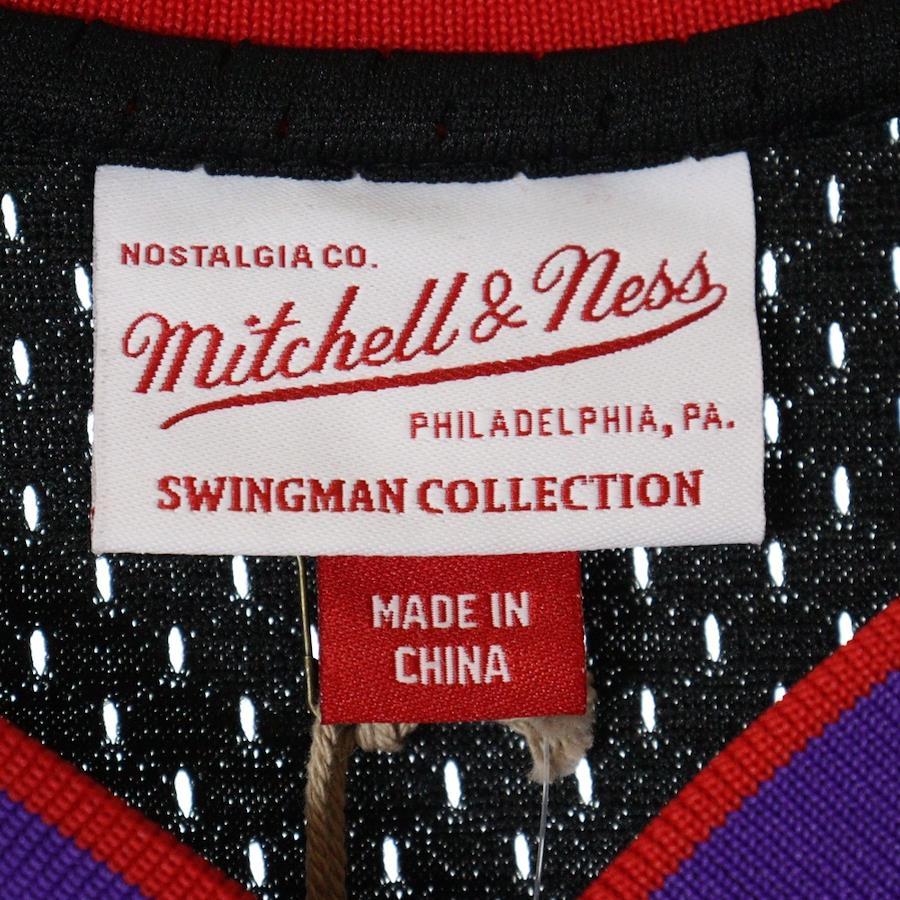 NOSTALGIA CO.
Mitchell & Ness
PHILADELPHIA, PA.
SWINGMAN COLLECTION
MADE IN
CHINA